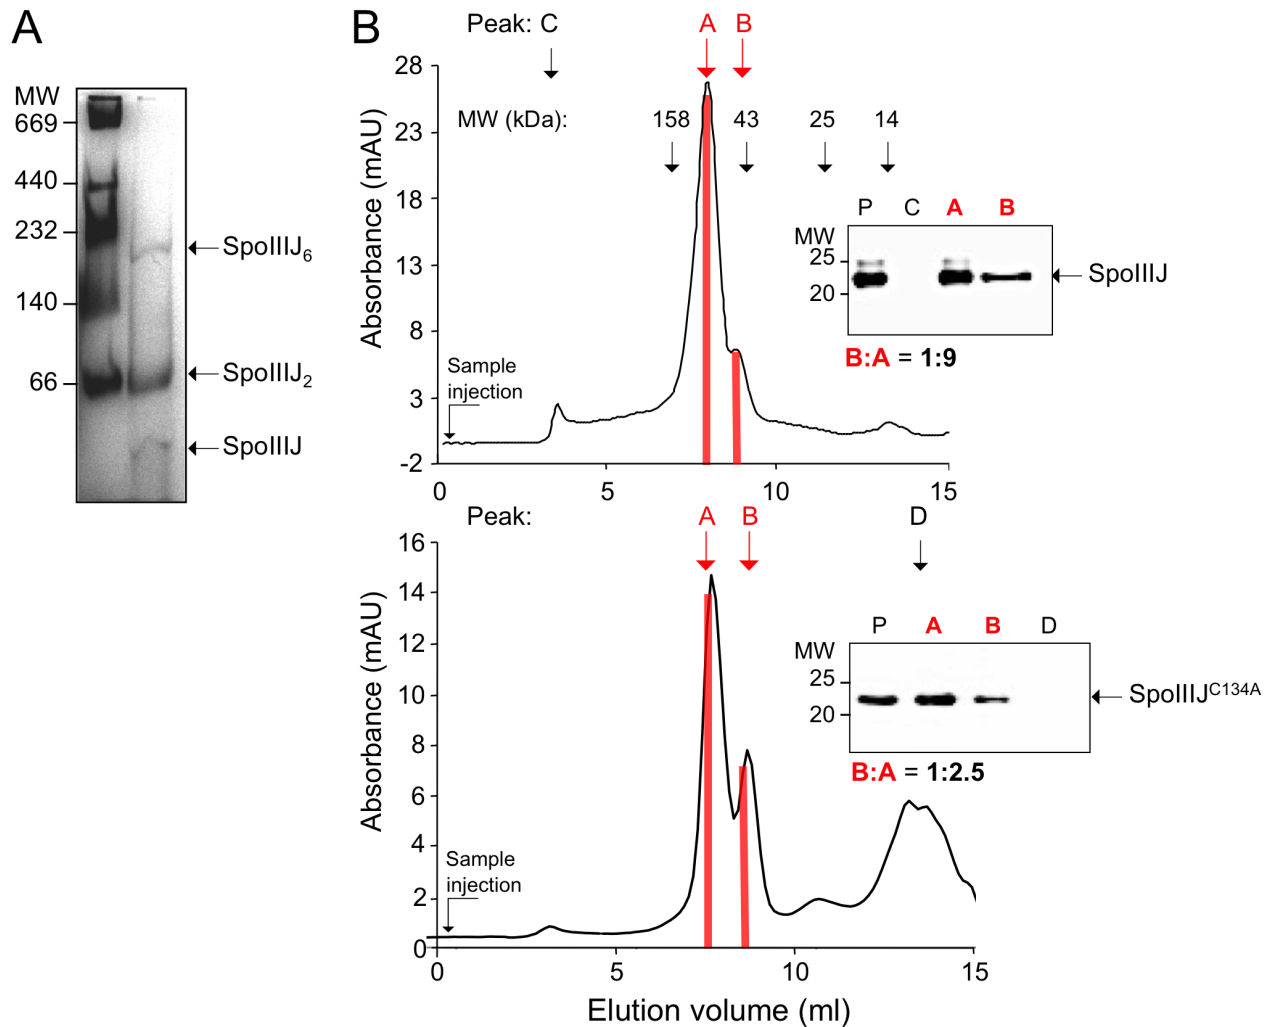 A
MW
669
440
232
140
66
SpoIIIJ6
SpoIIIJ2
SpoIIIJ
B
Peak: C A B
MW (kDa): 158 43 25 14
Absorbance (mAU)
28
23
18
13
8
3
-2
Sample
injection
0 5 10 15
P C A B
MW
25
20
SpoIIIJ
B:A = 1:9
Peak: A B D
Absorbance (mAU)
16
14
12
10
8
6
4
2
0
Sample
injection
0 5 10 15
Elution volume (ml)
P A B D
MW
25
20
SpoIIIJC134A
B:A = 1:2.5